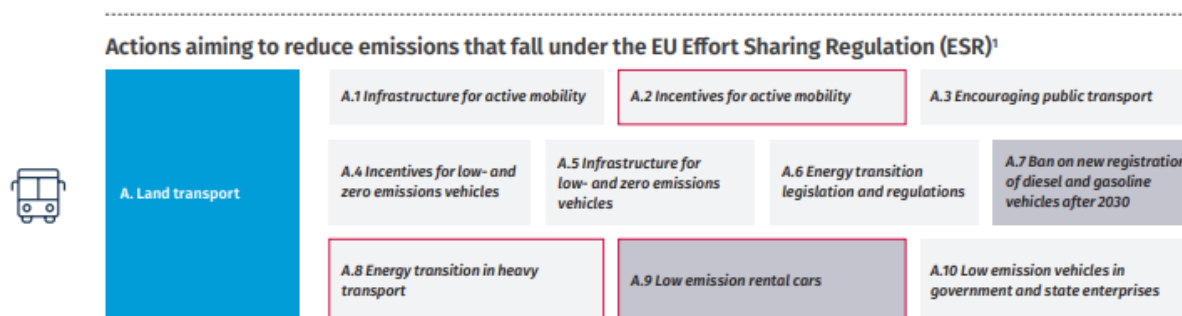 Actions aiming to reduce emissions that fall under the EU Effort Sharing Regulation (ESR)¹
A.1 Infrastructure for active mobility
A.2 Incentives for active mobility
A.3 Encouraging public transport
A. Land transport
A.4 Incentives for low- and
zero emissions vehicles
A.5 Infrastructure for
low- and zero emissions
vehicles
A.6 Energy transition
legislation and regulations
A.7 Ban on new registration
of diesel and gasoline
vehicles after 2030
A.8 Energy transition in heavy
transport
A.9 Low emission rental cars
A.10 Low emission vehicles in
government and state enterprises